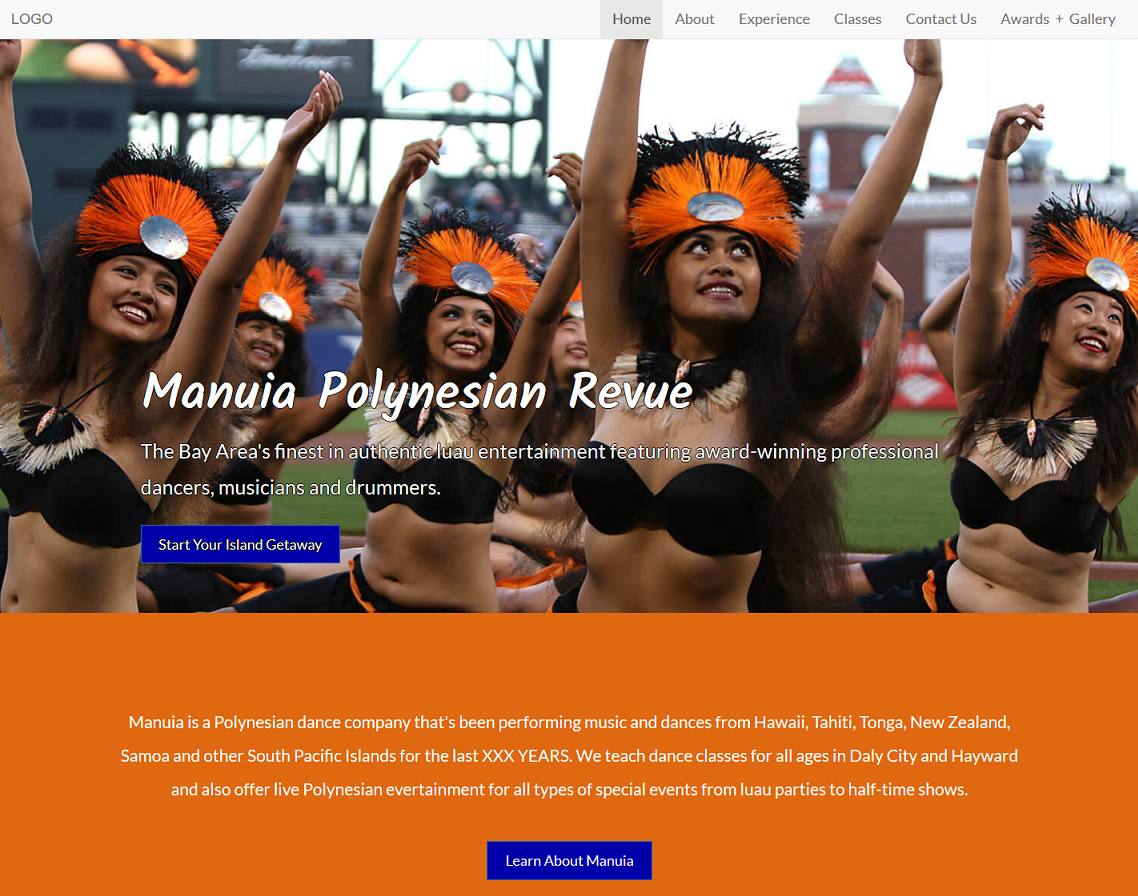 LOGO
Home About Experience Classes Contact Us Awards + Gallery
Manuia Polynesian Revue
The Bay Area's finest in authentic luau entertainment featuring award-winning professional
dancers, musicians and drummers.
Start Your Island Getaway
Manuia is a Polynesian dance company that's been performing music and dances from Hawaii, Tahiti, Tonga, New Zealand,
Samoa and other South Pacific Islands for the last XXX YEARS. We teach dance classes for all ages in Daly City and Hayward
and also offer live Polynesian evertainment for all types of special events from luau parties to half-time shows.
Learn About Manuia